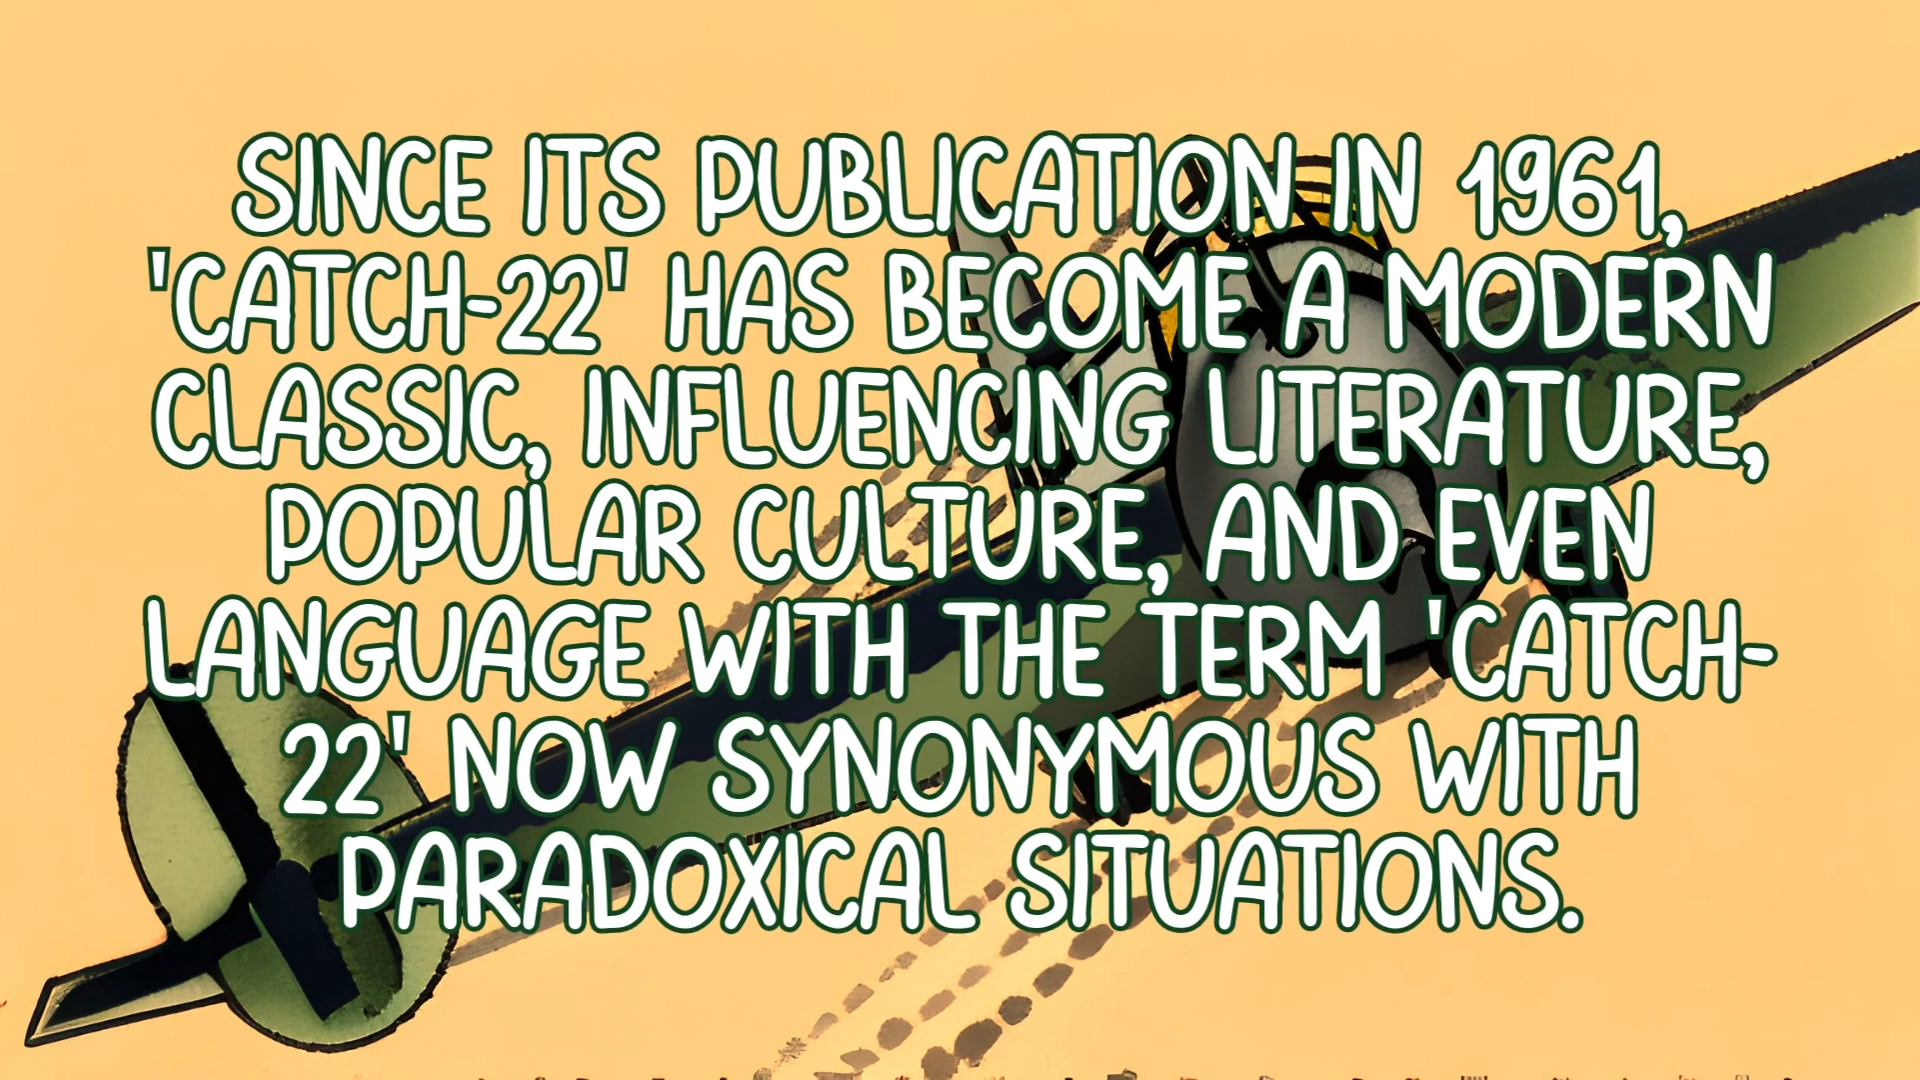 SINCE ITS PUBLICATION IN 1961,
'CATCH-22' HAS BECOME A MODERN
CLASSIC, INFLUENCING LITERATURE,
POPULAR CULTURE, AND EVEN
LANGUAGE WITH THE TERM 'CATCH-
22' NOW SYNONYMOUS WITH
PARADOXICAL SITUATIONS.